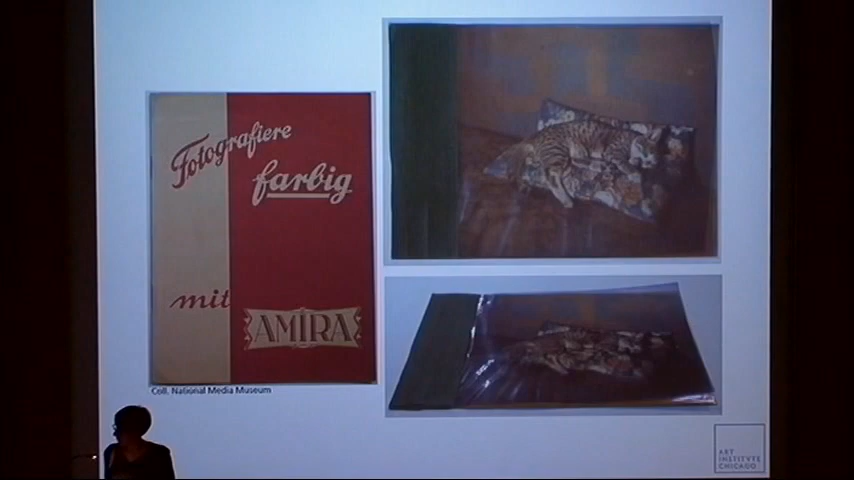 Fotografiere
farbig
mit
AMIRA
Coll. National Media Museum
ART
INSTITVTE
CHICAGO